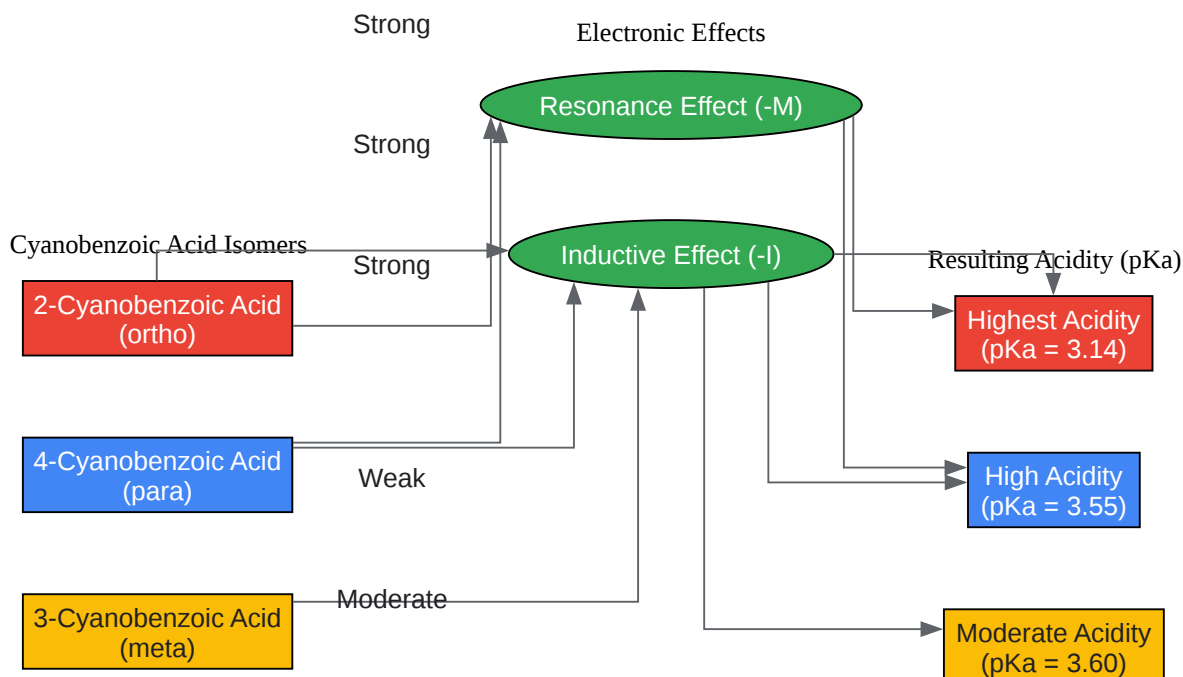 Strong
Electronic Effects
Resonance Effect (-M)
Strong
Cyanobenzoic Acid Isomers
Inductive Effect (-I)
Resulting Acidity (pKa)
Strong
2-Cyanobenzoic Acid
(ortho)
Highest Acidity
(pKa = 3.14)
4-Cyanobenzoic Acid
(para)
Weak
High Acidity
(pKa = 3.55)
3-Cyanobenzoic Acid
(meta)
Moderate
Moderate Acidity
(pKa = 3.60)